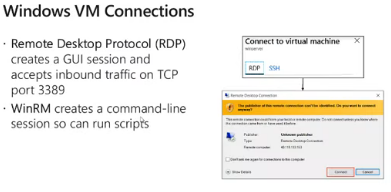 Windows VM Connections
• Remote Desktop Protocol (RDP)
creates a GUI session and
accepts inbound traffic on TCP
port 3389
• WinRM creates a command-line
session so can run scripts
Connect to virtual machine
RDP SSH
Remote Desktop Connection
The publisher of this remote connection can't be identified. Do you want to connect
anyway?
Publisher:
Type: Remote Desktop Connection
Remote computer:
Don't ask me again for connections to this computer
Show Details
Connect
Cancel